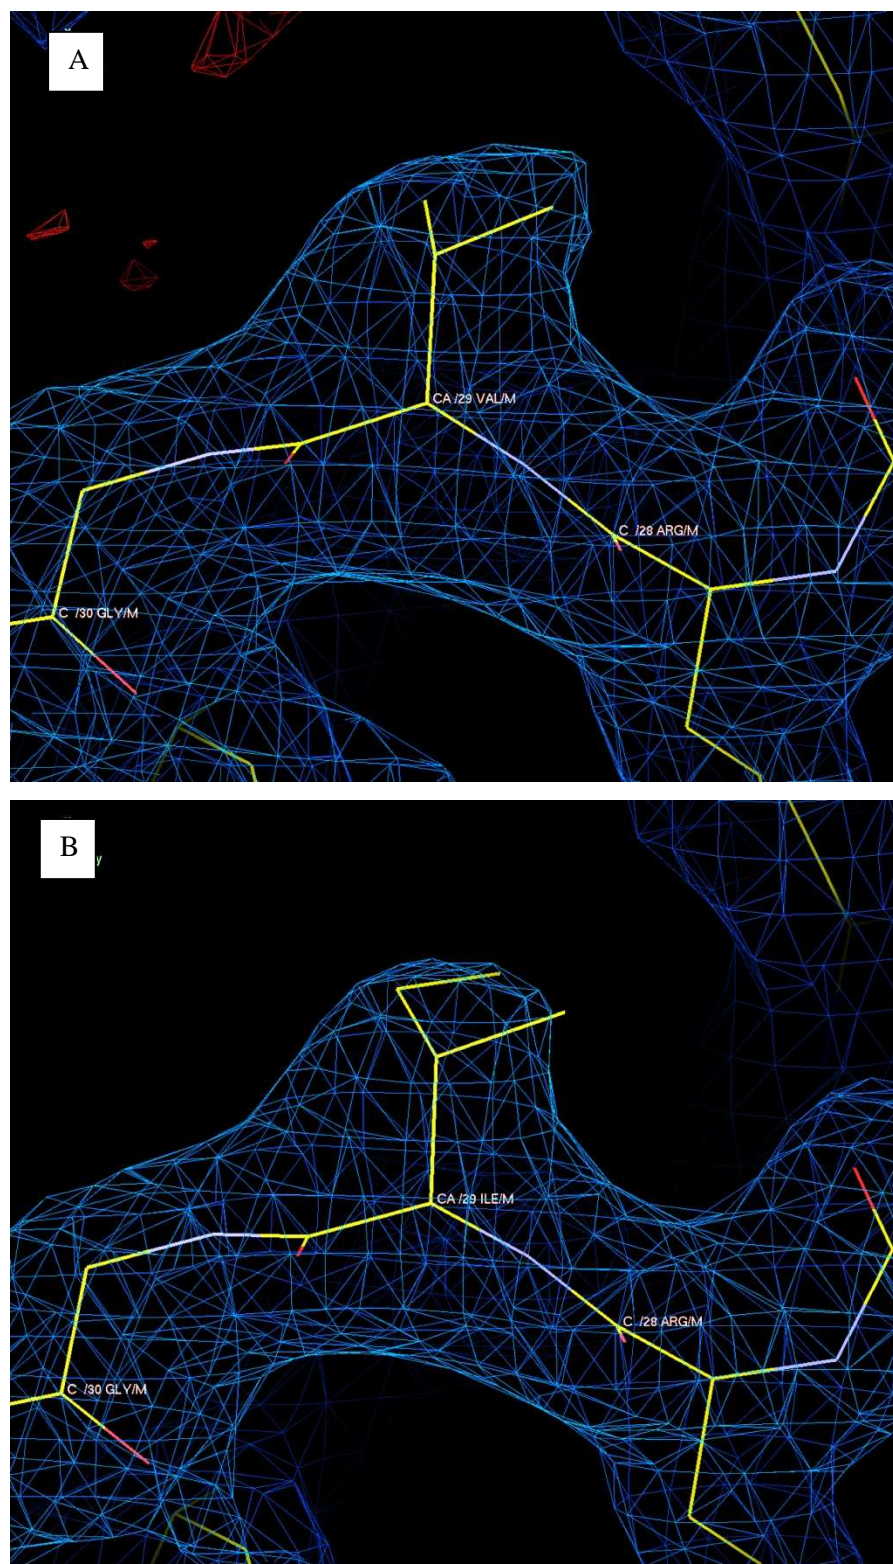 A
CA /29 VAL/M
C /28 ARG/M
C /30 GLY/M
B
y
CA /29 ILE/M
C /28 ARG/M
C /30 GLY/M